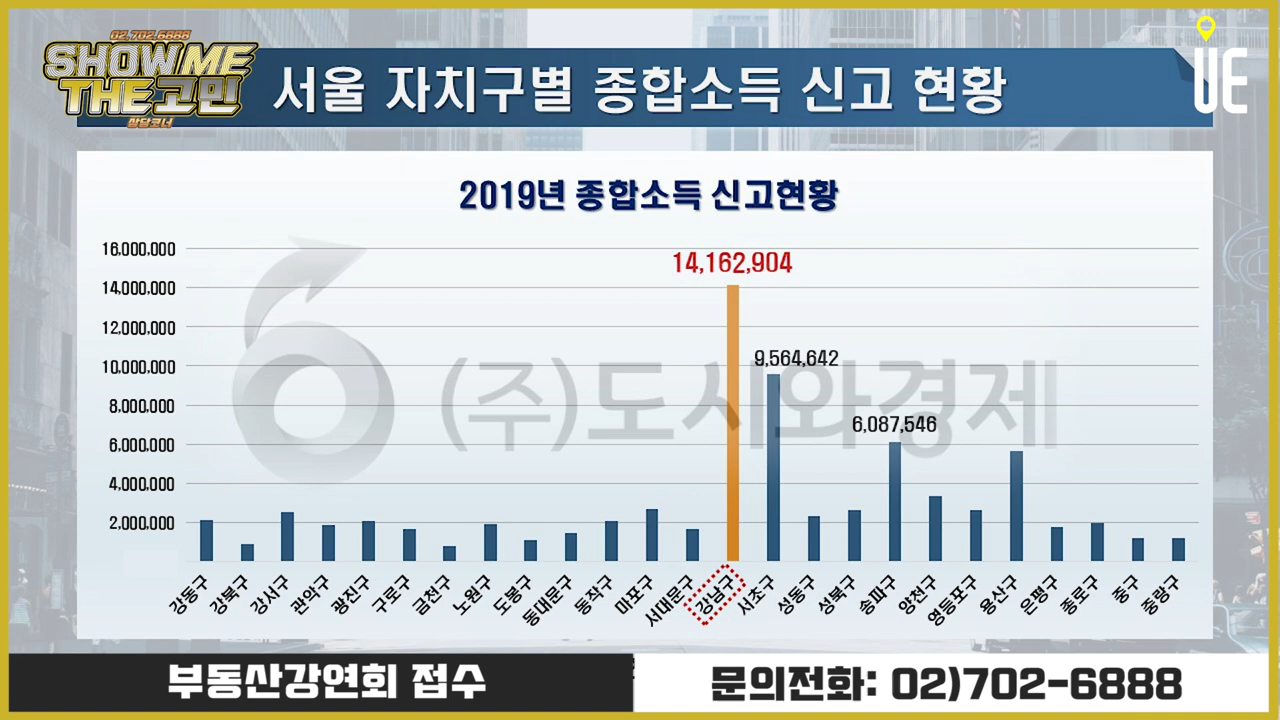 02.702.6888
SHOW ME
THE 고민
상담코너
서울 자치구별 종합소득 신고 현황
UE
2019년 종합소득 신고현황
16.000.000
14.000.000
12.000.000
10.000.000
8.000.000
6.000.000
4.000.000
2.000.000
14,162,904
9,564,642
6,087,546
(주)도시와경제
강동구
강북구
강서구
관악구
광진구
구로구
금천구
노원구
도봉구
동대문구
동작구
마포구
서대문구
강남구
서초구
성동구
성북구
송파구
양천구
영등포구
용산구
은평구
종로구
중구
중랑구
부동산강연회 접수
문의전화: 02)702-6888